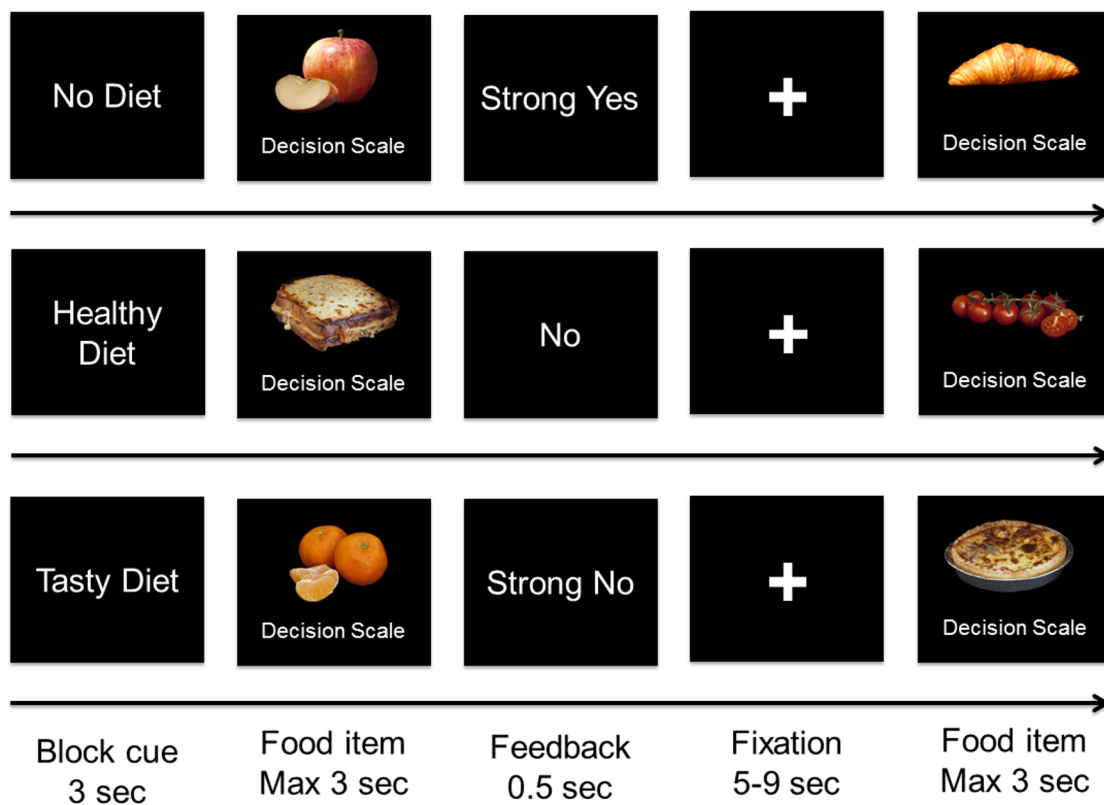 No Diet
Decision Scale
Strong Yes
Decision Scale
Healthy
Diet
Decision Scale
No
Decision Scale
Tasty Diet
Decision Scale
Strong No
Decision Scale
Block cue
3 sec
Food item
Max 3 sec
Feedback
0.5 sec
Fixation
5-9 sec
Food item
Max 3 sec